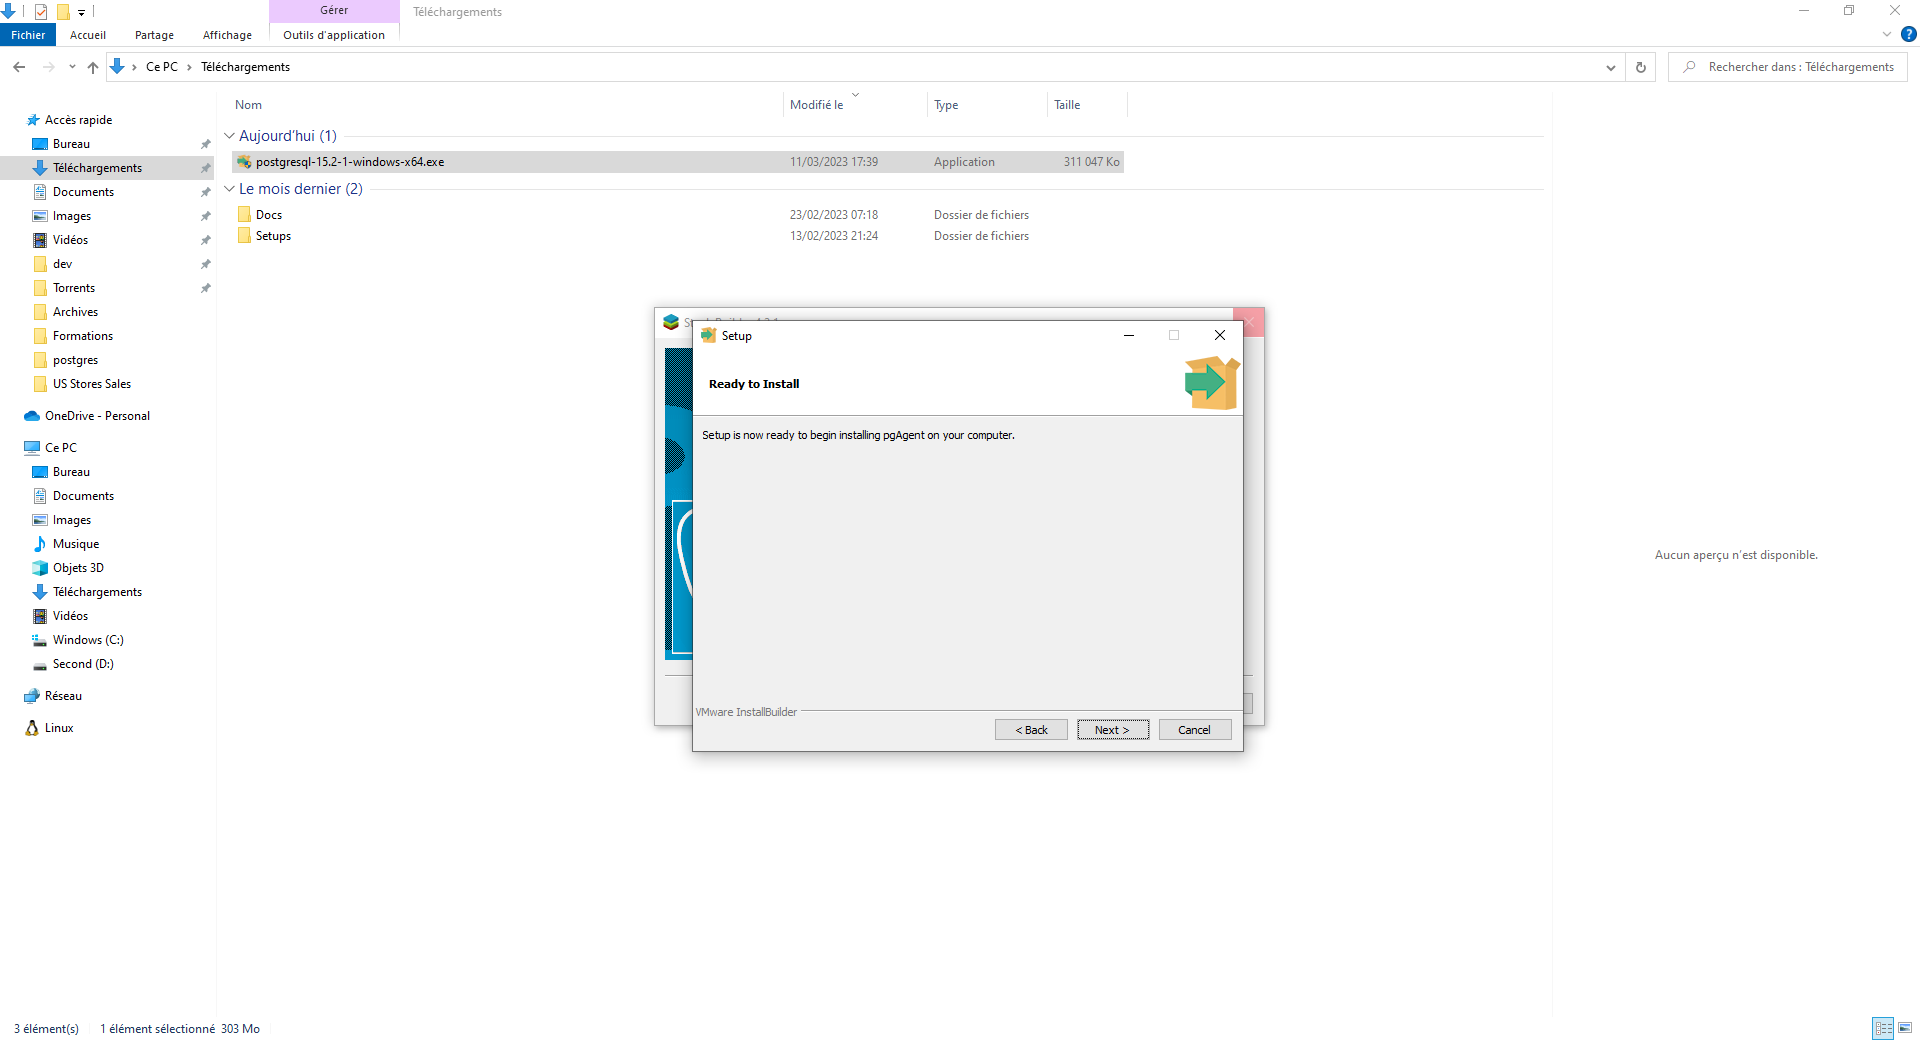 Gérer
Téléchargements
Fichier
Accueil
Partage
Affichage
Outils d'application
?
Ce PC
Téléchargements
Rechercher dans : Téléchargements
Nom
Modifié le
Type
Taille
Aujourd'hui (1)
postgresql-15.2-1-windows-x64.exe
11/03/2023 17:39
Application
311 047 Ko
Le mois dernier (2)
Docs
23/02/2023 07:18
Dossier de fichiers
Setups
13/02/2023 21:24
Dossier de fichiers
Accès rapide
Bureau
Téléchargements
Documents
Images
Vidéos
dev
Torrents
Archives
Formations
postgres
US Stores Sales
OneDrive - Personal
Ce PC
Bureau
Documents
Images
Musique
Objets 3D
Téléchargements
Vidéos
Windows (C:)
Second (D:)
Réseau
Linux
Setup
Ready to Install
Setup is now ready to begin installing pgAgent on your computer.
VMware InstallBuilder
< Back
Next >
Cancel
Aucun aperçu n'est disponible.
3 élément(s)
1 élément sélectionné 303 Mo